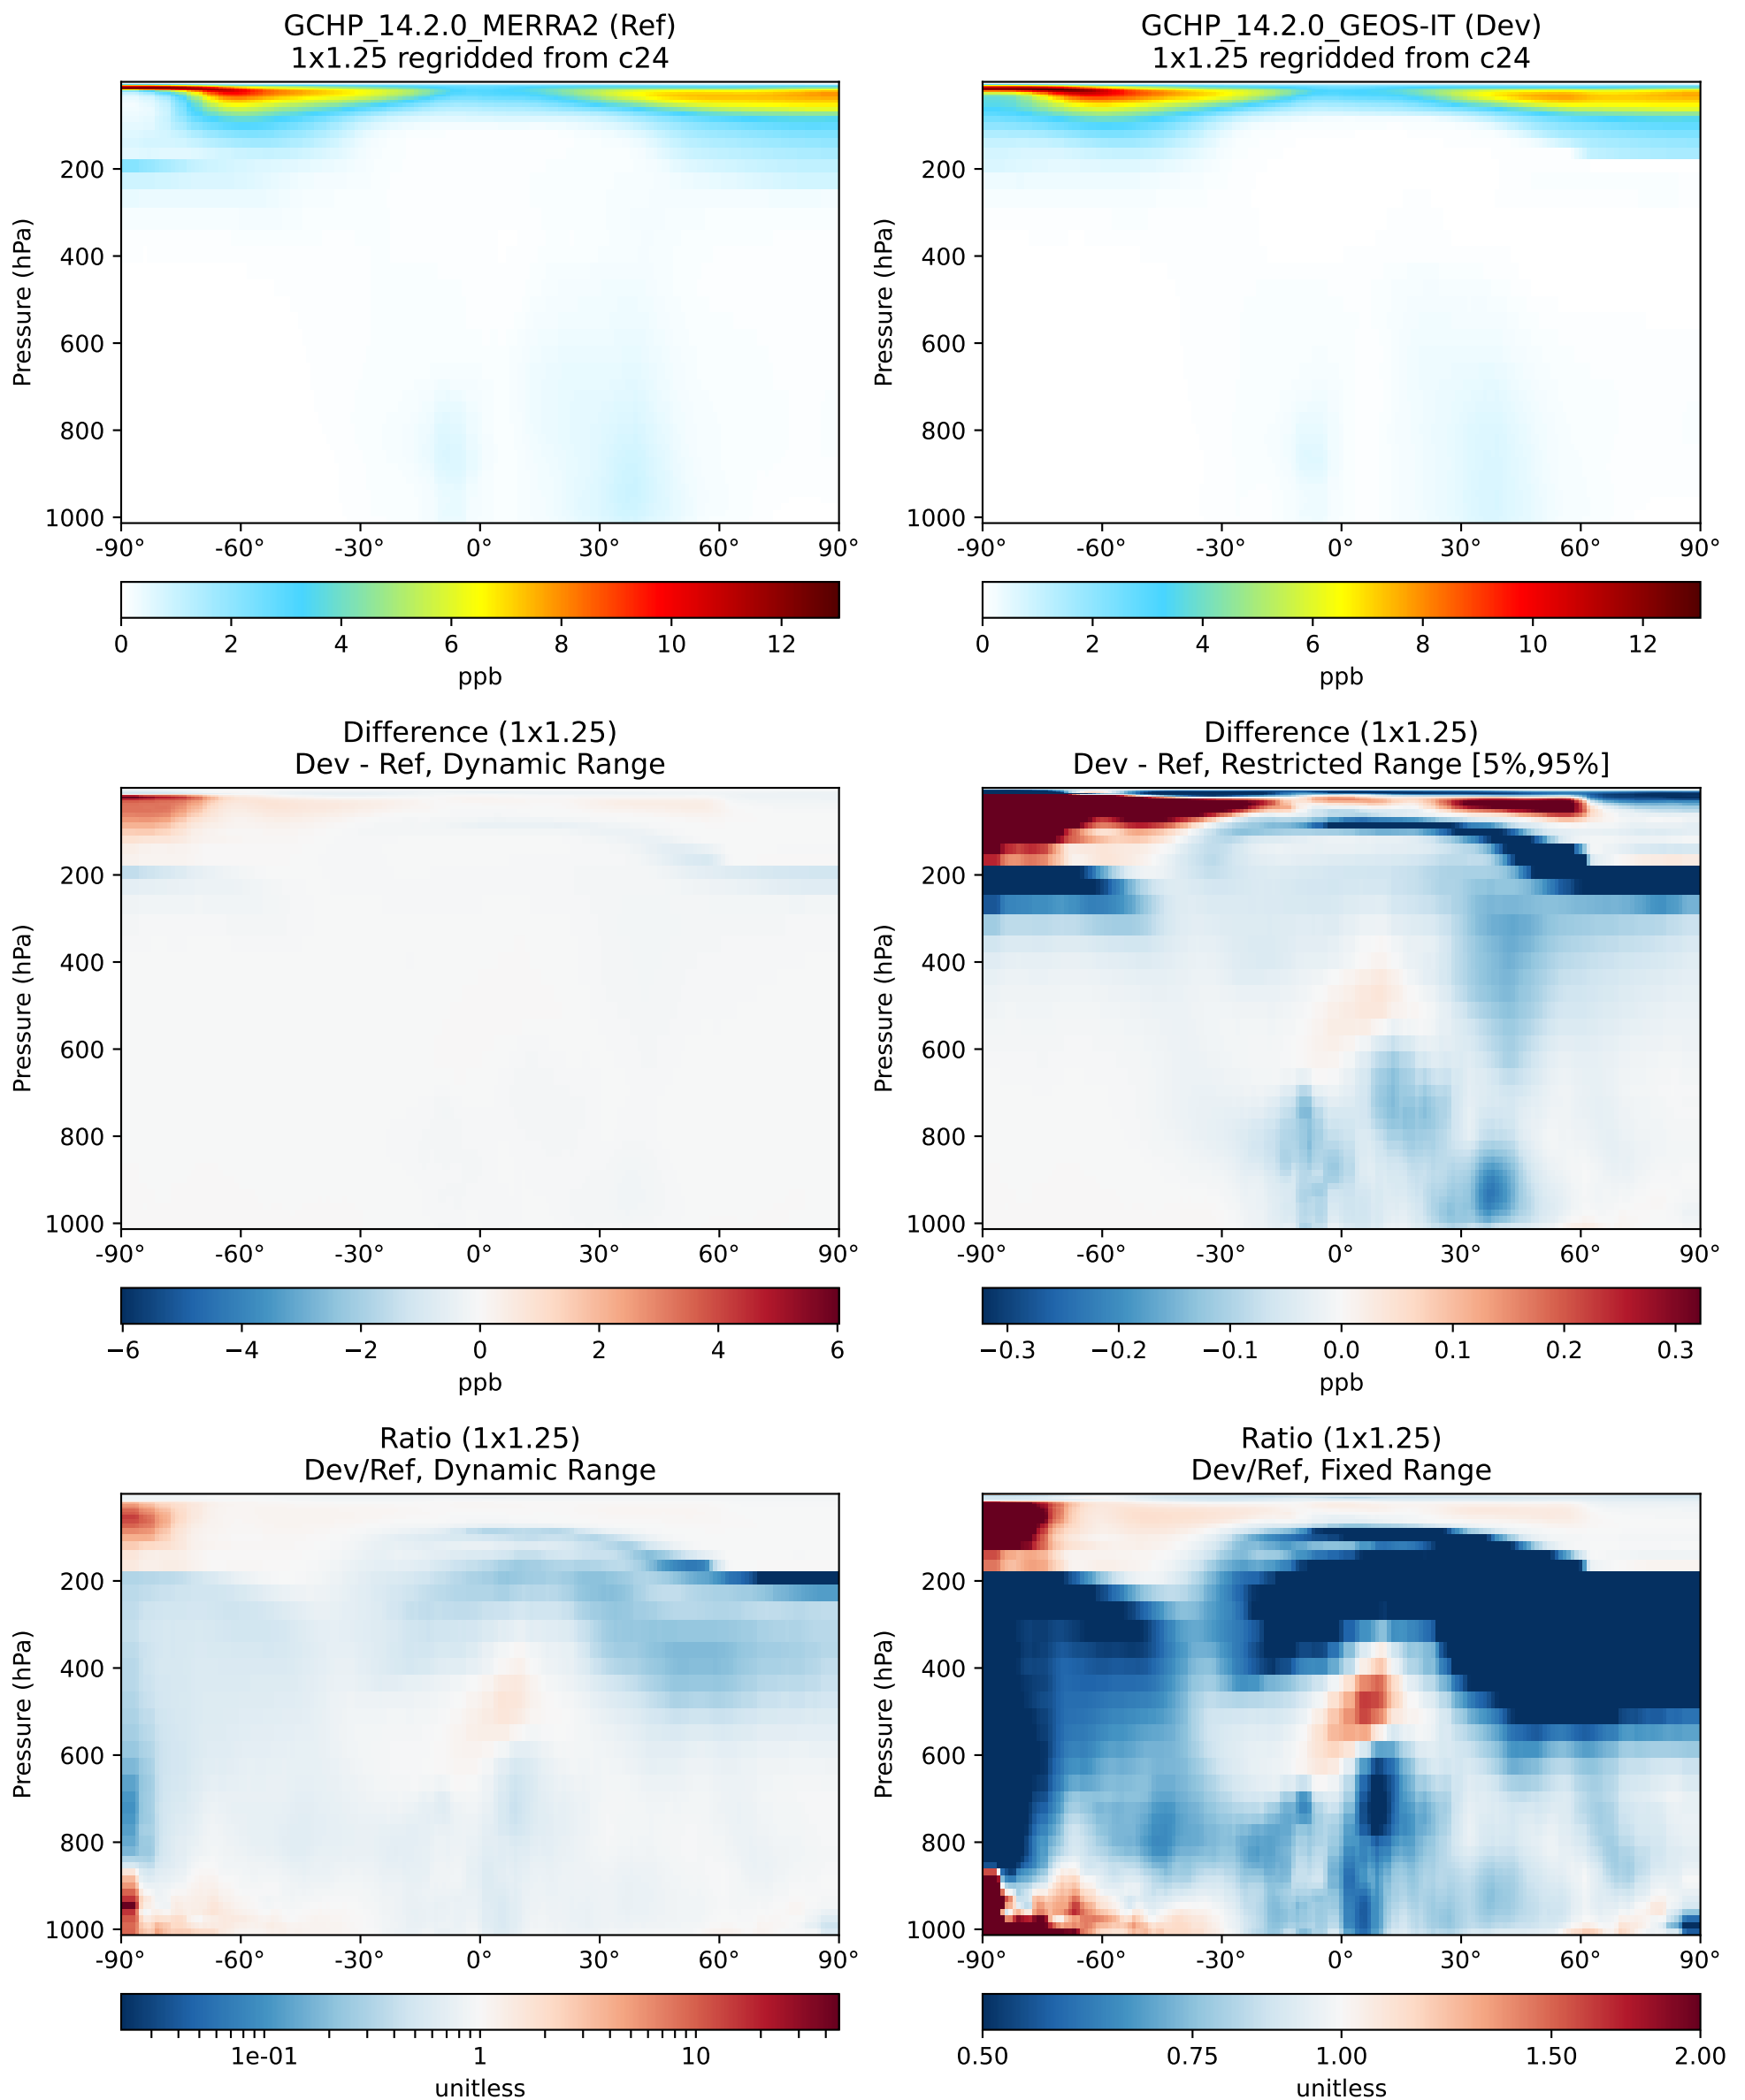 GCHP_14.2.0_MERRA2 (Ref)
1x1.25 regridded from c24
Pressure (hPa)
200
400
600
800
1000
-90° -60° -30° 0° 30° 60° 90°
0 2 4 6 8 10 12
ppb
GCHP_14.2.0_GEOS-IT (Dev)
1x1.25 regridded from c24
Pressure (hPa)
200
400
600
800
1000
-90° -60° -30° 0° 30° 60° 90°
0 2 4 6 8 10 12
ppb
Difference (1x1.25)
Dev - Ref, Dynamic Range
Pressure (hPa)
200
400
600
800
1000
-90° -60° -30° 0° 30° 60° 90°
−6 −4 −2 0 2 4 6
ppb
Difference (1x1.25)
Dev - Ref, Restricted Range [5%,95%]
Pressure (hPa)
200
400
600
800
1000
-90° -60° -30° 0° 30° 60° 90°
−0.3 −0.2 −0.1 0.0 0.1 0.2 0.3
ppb
Ratio (1x1.25)
Dev/Ref, Dynamic Range
Pressure (hPa)
200
400
600
800
1000
-90° -60° -30° 0° 30° 60° 90°
1e-01 1 10
unitless
Ratio (1x1.25)
Dev/Ref, Fixed Range
Pressure (hPa)
200
400
600
800
1000
-90° -60° -30° 0° 30° 60° 90°
0.50 0.75 1.00 1.50 2.00
unitless